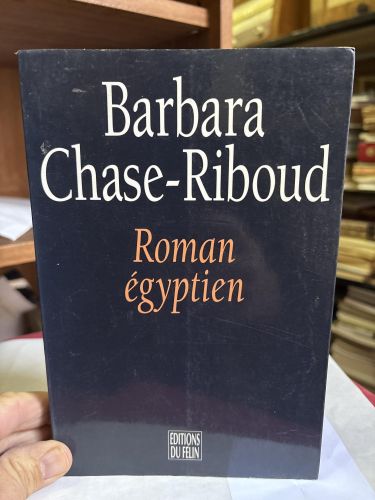 Barbara
Chase-Riboud
Roman
égyptien
EDITIONS
DU FELIN